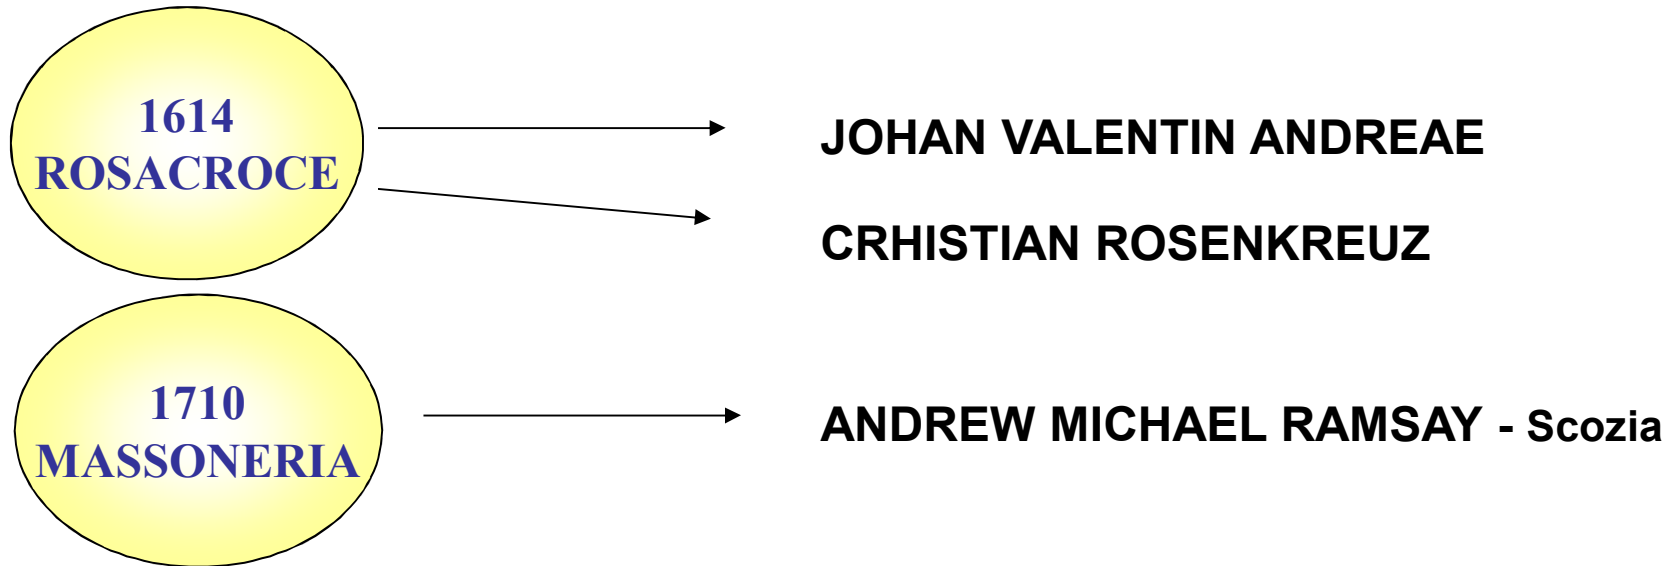 1614
ROSACROCE
JOHAN VALENTIN ANDREAE
CRHISTIAN ROSENKREUZ
1710
MASSONERIA
ANDREW MICHAEL RAMSAY - Scozia